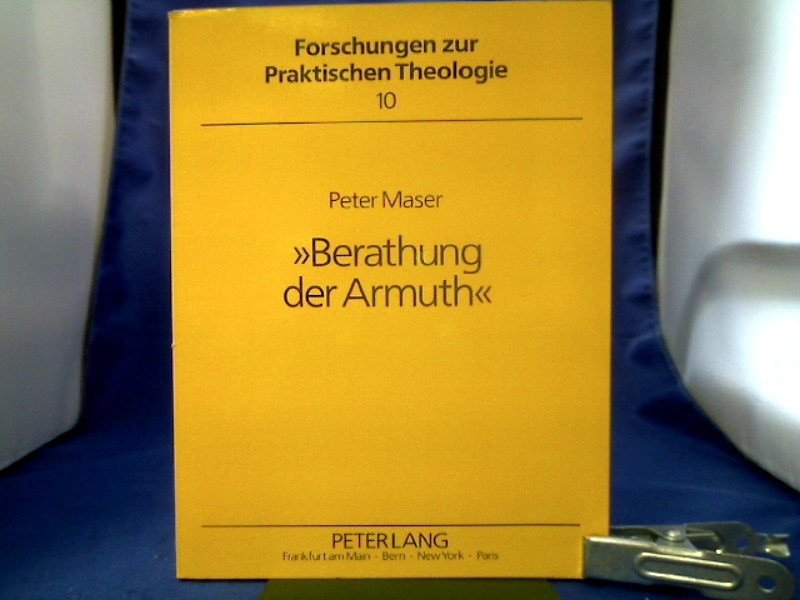 Forschungen zur
Praktischen Theologie
10
Peter Maser
»Berathung
der Armuth«
PETER LANG
Frankfurt am Main · Bern · New York · Paris